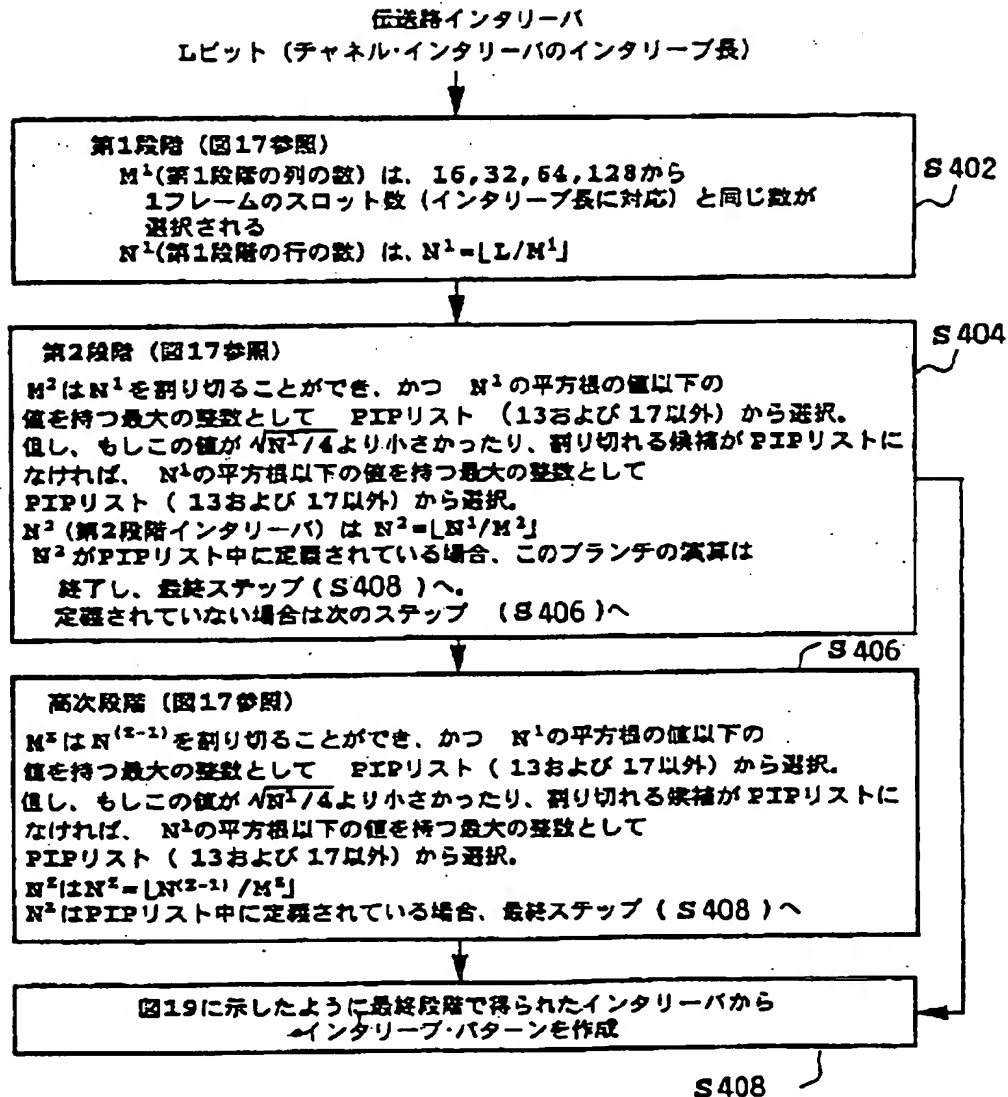 伝送路インタリーバ
Lビット（チャネル・インタリーバのインタリーブ長）
第1段階（図17参照）
M¹(第1段階の列の数) は、16,32,64,128から
1フレームのスロット数（インタリーブ長に対応）と同じ数が
選択される
N¹(第1段階の行の数) は、N¹=⌊L/M¹⌋
S402
第2段階（図17参照）
S404
M²はN¹を割り切ることができ、かつ N¹の平方根の値以下の
値を持つ最大の整数として PIPリスト （13および17以外）から選択。
但し、もしこの値が√N¹/4より小さかったり、割り切れる候補がPIPリストに
なければ、 N¹の平方根以下の値を持つ最大の整数として
PIPリスト（ 13および17以外）から選択。
N²（第2段階インタリーバ）は N²=⌊N¹/M²⌋
N²がPIPリスト中に定義されている場合、このブランチの演算は
終了し、最終ステップ(S408)へ。
定義されていない場合は次のステップ (S406)へ
S406
高次段階（図17参照）
MᶻはN⁽ᶻ⁻¹⁾を割り切ることができ、かつ N¹の平方根の値以下の
値を持つ最大の整数として PIPリスト（ 13および17以外）から選択。
但し、もしこの値が√N¹/4より小さかったり、割り切れる候補がPIPリストに
なければ、 N¹の平方根以下の値を持つ最大の整数として
PIPリスト（ 13および17以外）から選択。
NᶻはNᶻ=⌊N⁽ᶻ⁻¹⁾/Mᶻ⌋
NᶻはPIPリスト中に定義されている場合、最終ステップ(S408)へ
図19に示したように最終段階で得られたインタリーバから
インタリーブ・パターンを作成
S408